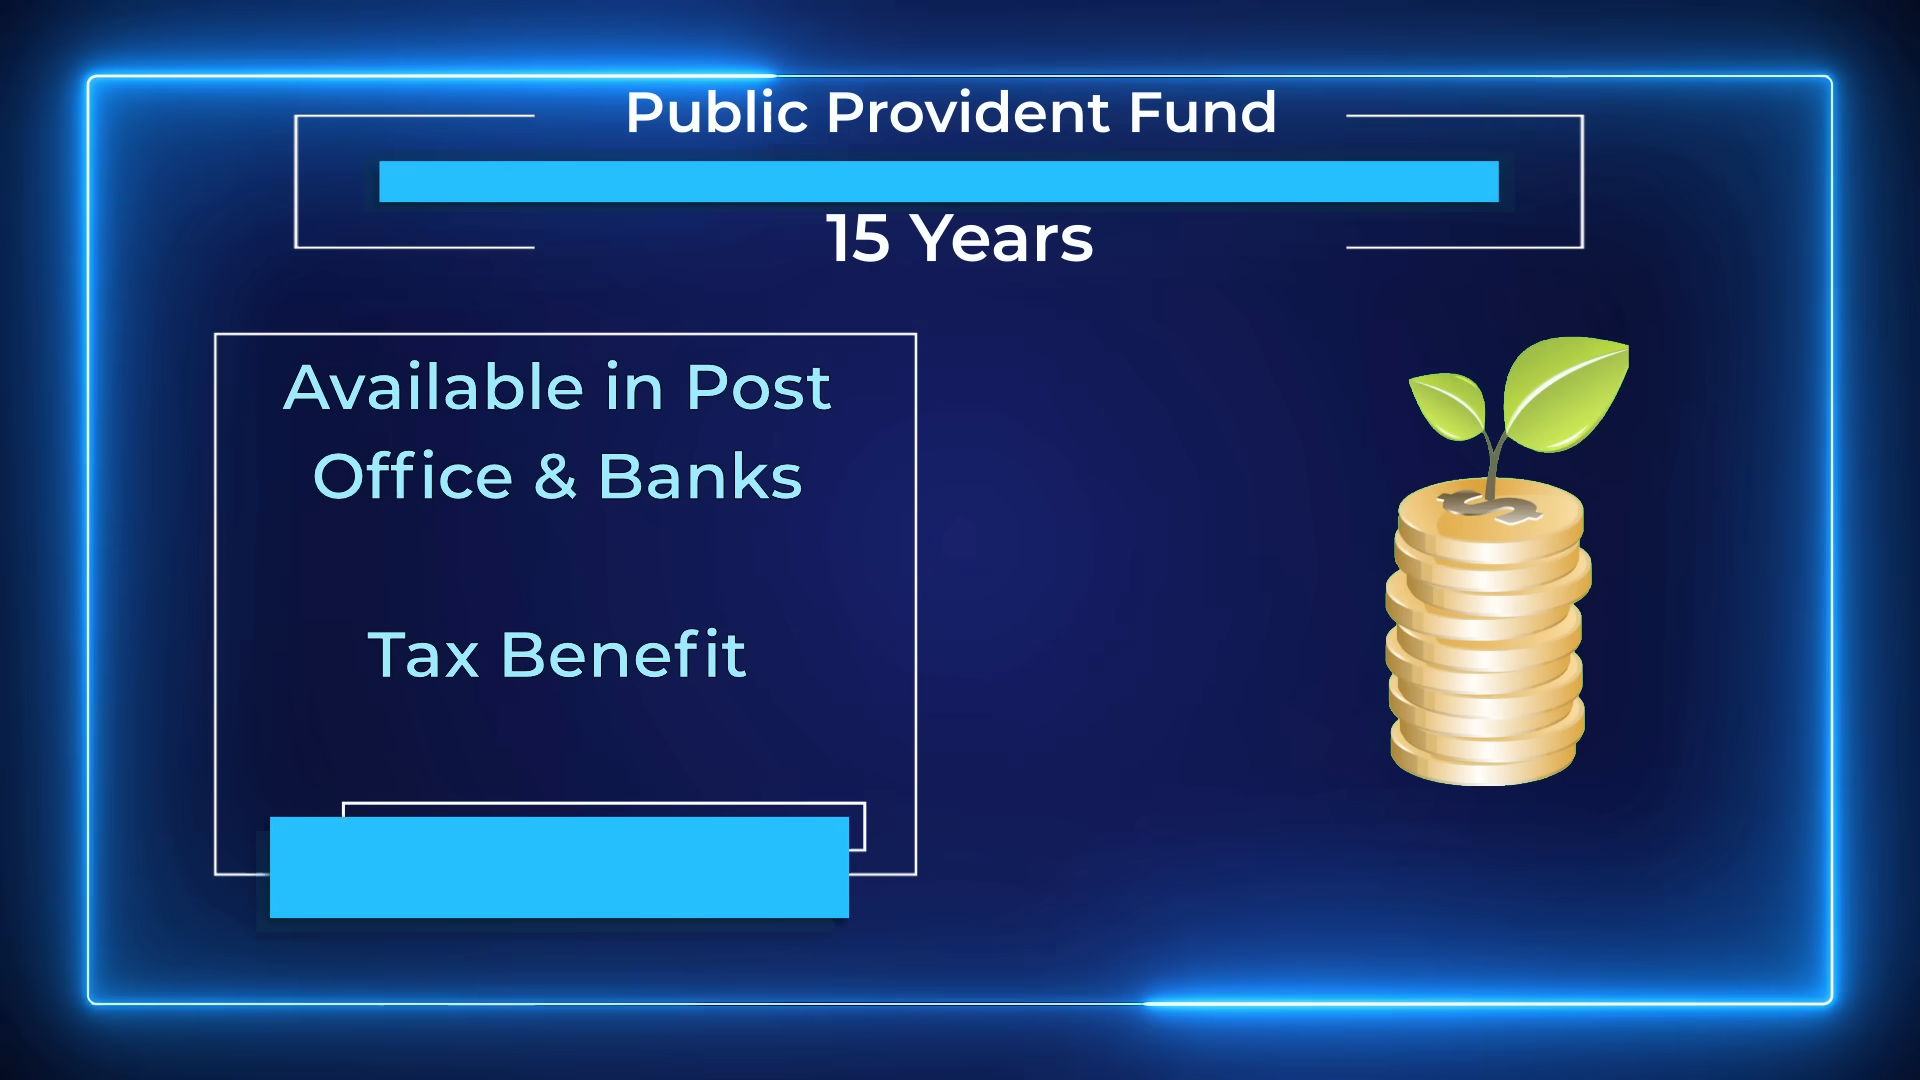 Public Provident Fund
15 Years
Available in Post
Office & Banks
Tax Benefit
$